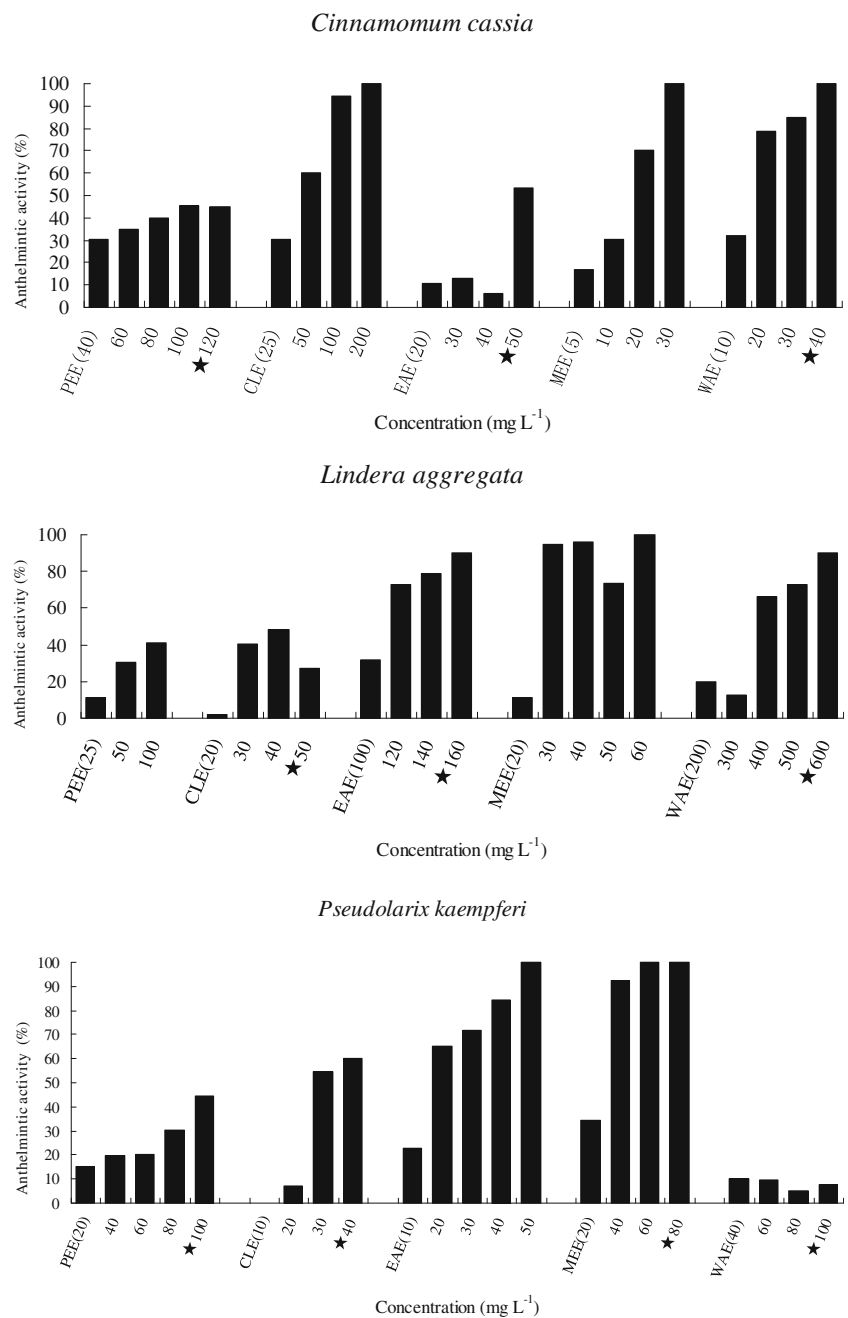 Cinnamomum cassia
Anthelmintic activity (%)
100
90
80
70
60
50
40
30
20
10
0
PEE(40) 60 80 100 ★120 CLE(25) 50 100 200 EAE(20) 30 40 ★50 MEE(5) 10 20 30 WAE(10) 20 30 ★40
Concentration (mg L-1)
Lindera aggregata
Anthelmintic activity (%)
100
80
60
40
20
0
PEE(25) 50 100 CLE(20) 30 40 ★50 EAE(100) 120 140 ★160 MEE(20) 30 40 50 60 WAE(200) 300 400 500 ★600
Concentration (mg L-1)
Pseudolarix kaempferi
Anthelmintic activity (%)
100
90
80
70
60
50
40
30
20
10
0
PEE(20) 40 60 80 ★100 CLE(10) 20 30 ★40 EAE(10) 20 30 40 50 MEE(20) 40 60 ★80 WAE(40) 60 80 ★100
Concentration (mg L-1)